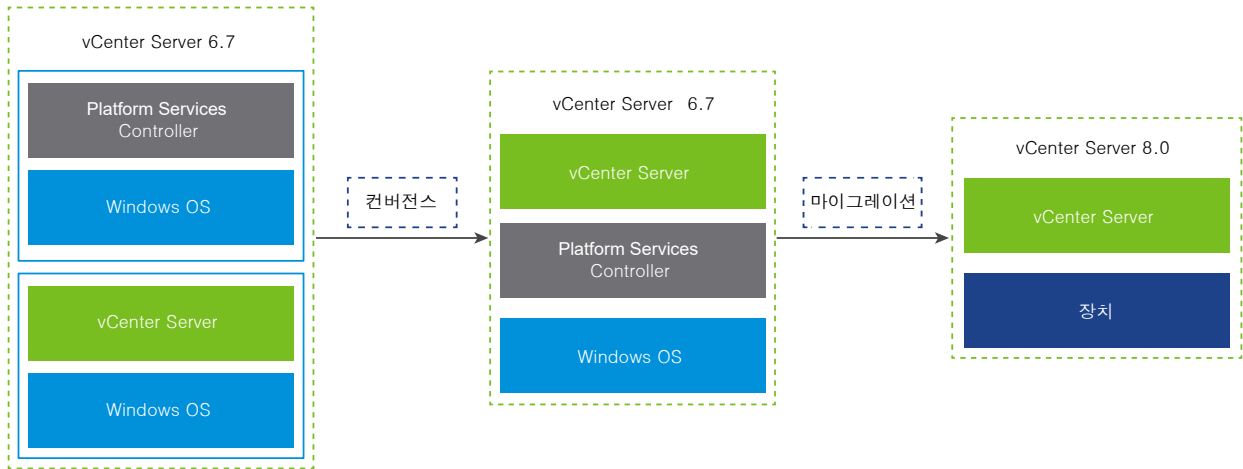 vCenter Server 6.7
Platform Services
Controller
Windows OS
vCenter Server
Windows OS
컨버전스
vCenter Server 6.7
vCenter Server
Platform Services
Controller
Windows OS
마이그레이션
vCenter Server 8.0
vCenter Server
장치